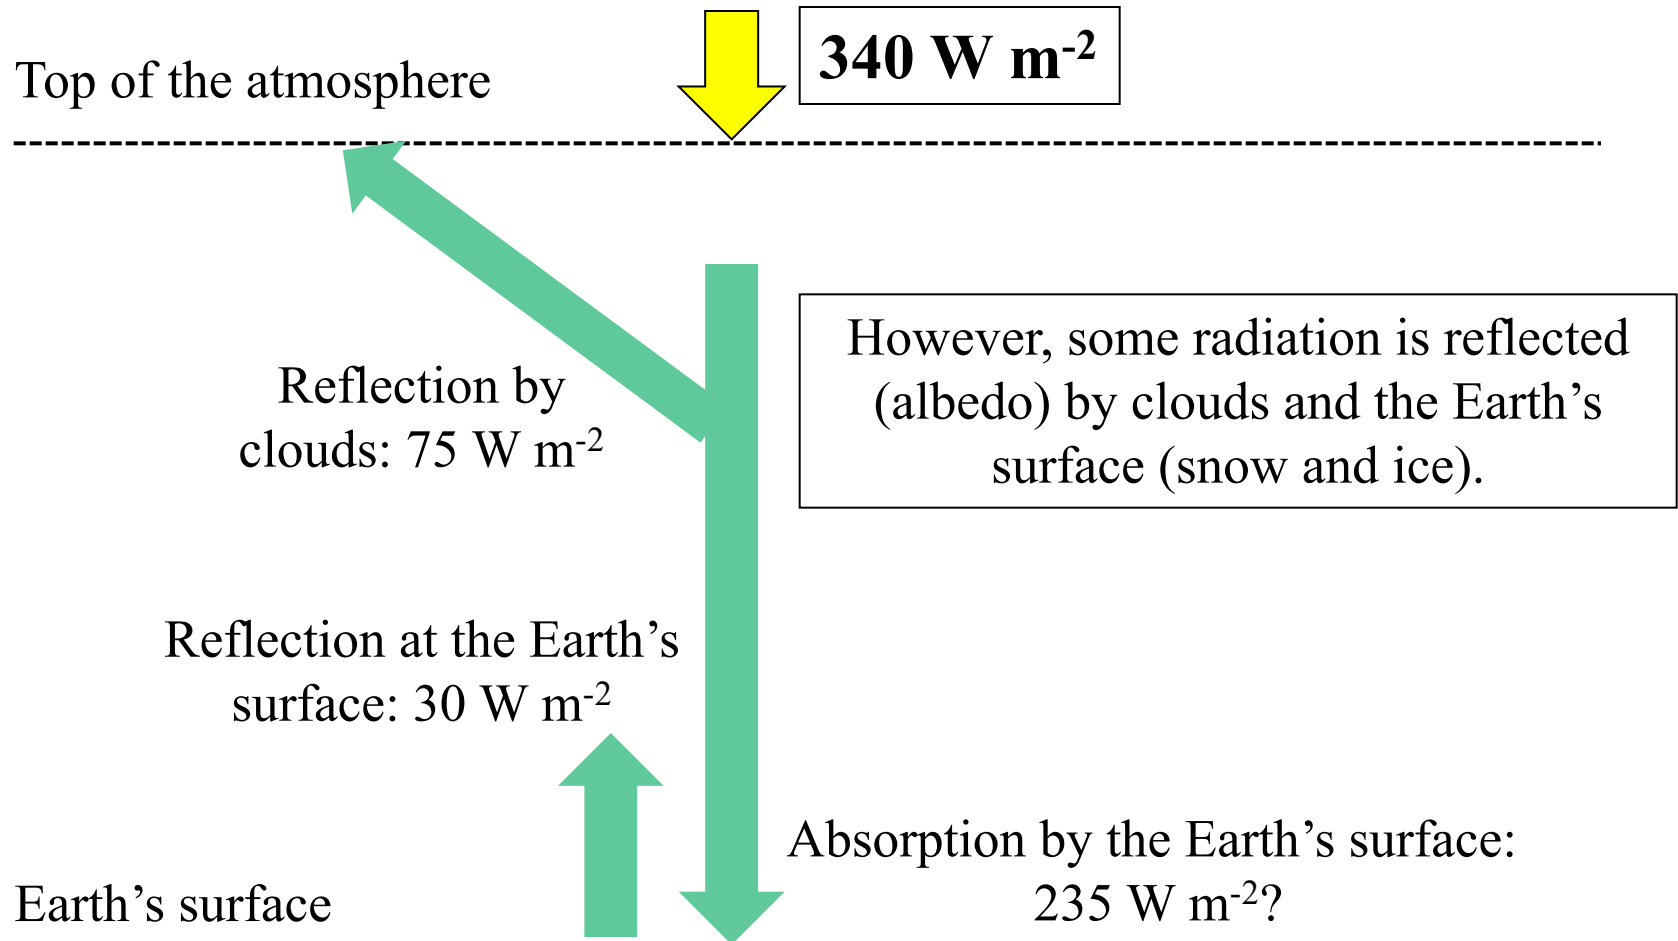 340 W m⁻²
Top of the atmosphere
However, some radiation is reflected
(albedo) by clouds and the Earth’s
surface (snow and ice).
Reflection by
clouds: 75 W m⁻²
Reflection at the Earth’s
surface: 30 W m⁻²
Absorption by the Earth’s surface:
235 W m⁻²?
Earth’s surface